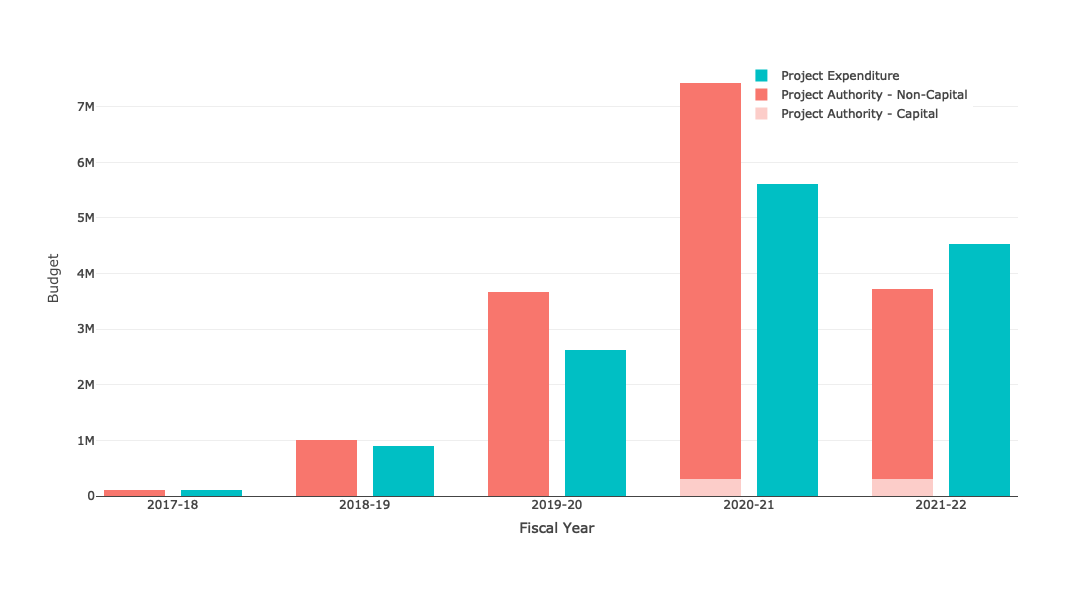 Project Expenditure
Project Authority - Non-Capital
Project Authority - Capital
7M
6M
5M
4M
3M
2M
1M
0
Budget
2017-18
2018-19
2019-20
2020-21
2021-22
Fiscal Year